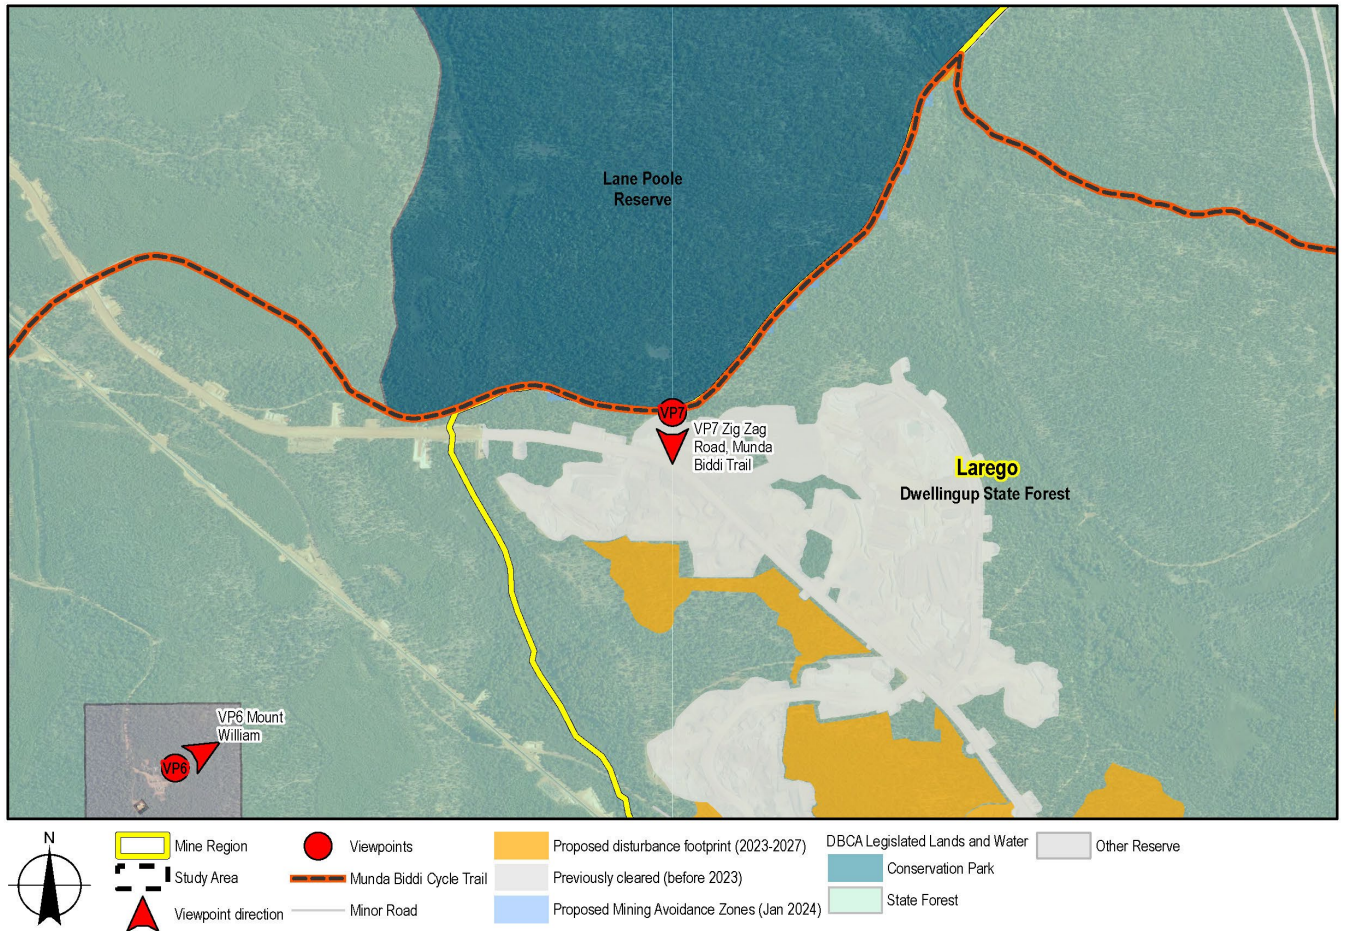 Lane Poole
Reserve
VP7
VP7 Zig Zag
Road, Munda
Biddi Trail
Larego
Dwellingup State Forest
VP6 Mount
William
VP6
N
Mine Region
Study Area
Viewpoint direction
Viewpoints
Munda Biddi Cycle Trail
Minor Road
Proposed disturbance footprint (2023-2027)
Previously cleared (before 2023)
Proposed Mining Avoidance Zones (Jan 2024)
DBCA Legislated Lands and Water
Conservation Park
State Forest
Other Reserve